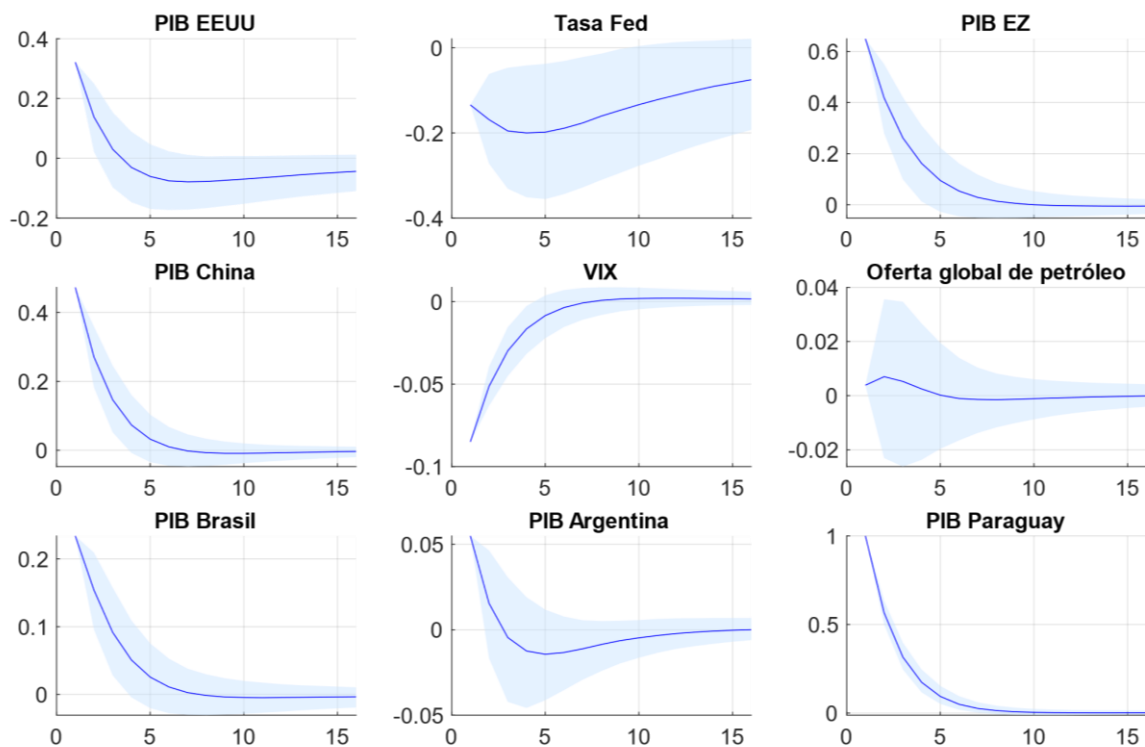 PIB EEUU
0.4
0.2
0
-0.2
0 5 10 15
Tasa Fed
0
-0.2
-0.4
0 5 10 15
PIB EZ
0.6
0.4
0.2
0
0 5 10 15
PIB China
0.4
0.2
0
0 5 10 15
VIX
0
-0.05
-0.1
0 5 10 15
Oferta global de petróleo
0.04
0.02
0
-0.02
0 5 10 15
PIB Brasil
0.2
0.1
0
0 5 10 15
PIB Argentina
0.05
0
-0.05
0 5 10 15
PIB Paraguay
1
0.5
0
0 5 10 15